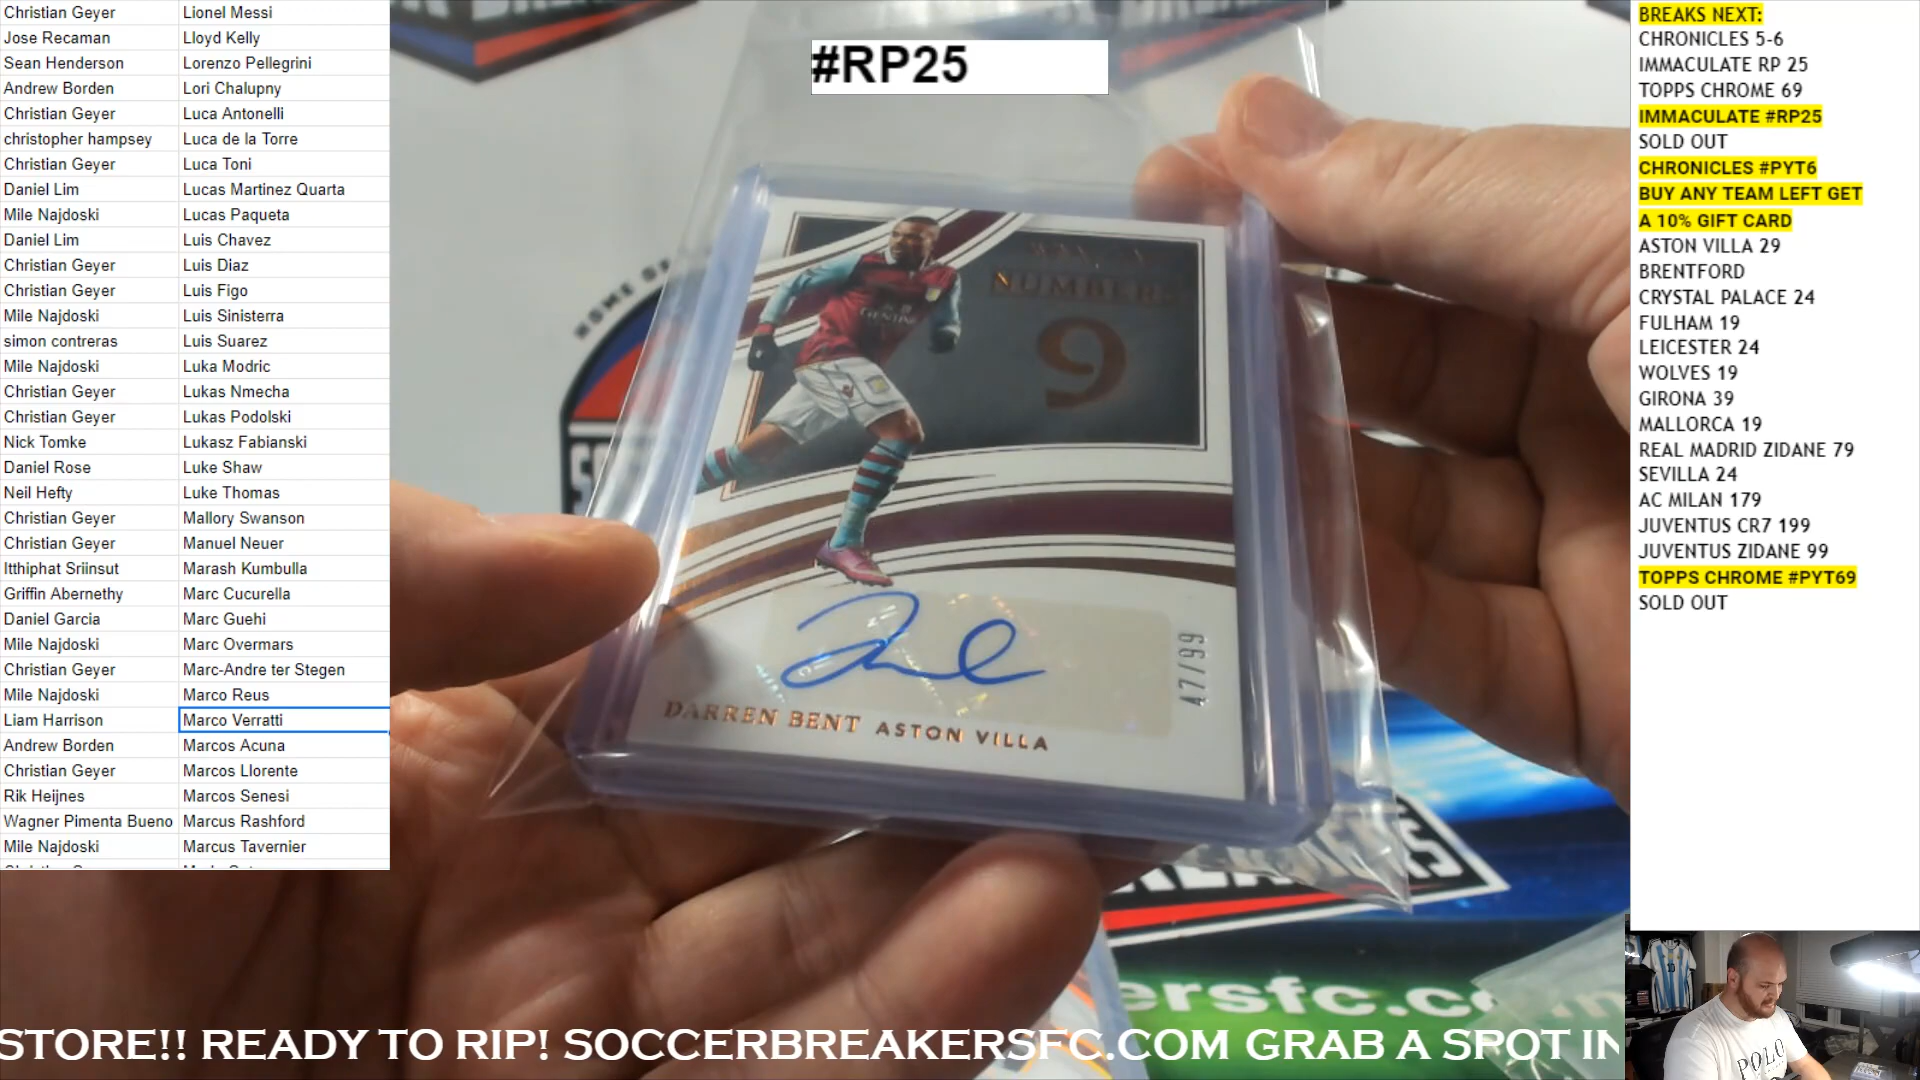 Christian Geyer Lionel Messi
Jose Recaman Lloyd Kelly
Sean Henderson Lorenzo Pellegrini
Andrew Borden Lori Chalupny
Christian Geyer Luca Antonelli
christopher hampsey Luca de la Torre
Christian Geyer Luca Toni
Daniel Lim Lucas Martinez Quarta
Mile Najdoski Lucas Paqueta
Daniel Lim Luis Chavez
Christian Geyer Luis Diaz
Christian Geyer Luis Figo
Mile Najdoski Luis Sinisterra
simon contreras Luis Suarez
Mile Najdoski Luka Modric
Christian Geyer Lukas Nmecha
Christian Geyer Lukas Podolski
Nick Tomke Lukasz Fabianski
Daniel Rose Luke Shaw
Neil Hefty Luke Thomas
Christian Geyer Mallory Swanson
Christian Geyer Manuel Neuer
Itthiphat Sriinsut Marash Kumbulla
Griffin Abernethy Marc Cucurella
Daniel Garcia Marc Guehi
Mile Najdoski Marc Overmars
Christian Geyer Marc-Andre ter Stegen
Mile Najdoski Marco Reus
Liam Harrison Marco Verratti
Andrew Borden Marcos Acuna
Christian Geyer Marcos Llorente
Rik Heijnes Marcos Senesi
Wagner Pimenta Bueno Marcus Rashford
Mile Najdoski Marcus Tavernier
#RP25
HOME OF
NUMBERS
9
GENTING
47/99
DARREN BENT ASTON VILLA
ersfc.c
BREAKS NEXT:
CHRONICLES 5-6
IMMACULATE RP 25
TOPPS CHROME 69
IMMACULATE #RP25
SOLD OUT
CHRONICLES #PYT6
BUY ANY TEAM LEFT GET
A 10% GIFT CARD
ASTON VILLA 29
BRENTFORD
CRYSTAL PALACE 24
FULHAM 19
LEICESTER 24
WOLVES 19
GIRONA 39
MALLORCA 19
REAL MADRID ZIDANE 79
SEVILLA 24
AC MILAN 179
JUVENTUS CR7 199
JUVENTUS ZIDANE 99
TOPPS CHROME #PYT69
SOLD OUT
10
POLO
STORE!! READY TO RIP! SOCCERBREAKERSFC.COM GRAB A SPOT IN